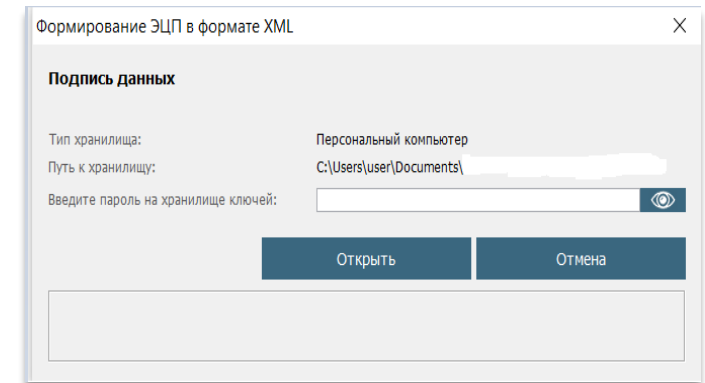 Формирование ЭЦП в формате XML
Подпись данных
Тип хранилища: Персональный компьютер
Путь к хранилищу: C:\Users\user\Documents\
Введите пароль на хранилище ключей:
Открыть Отмена